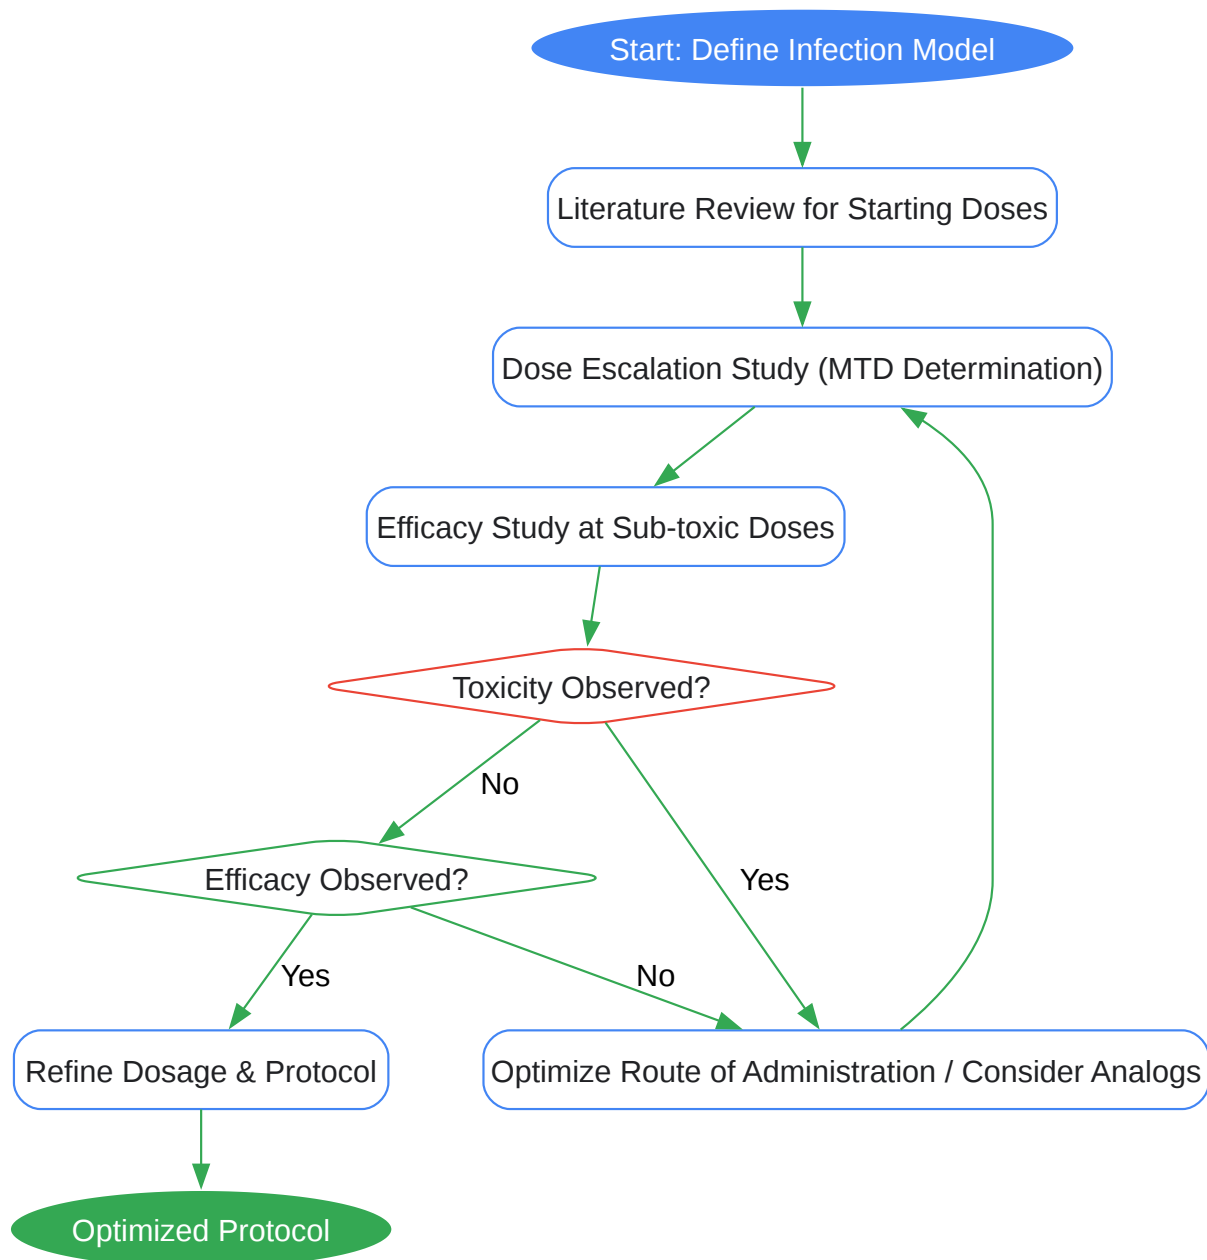 Start: Define Infection Model
Literature Review for Starting Doses
Dose Escalation Study (MTD Determination)
Efficacy Study at Sub-toxic Doses
Toxicity Observed?
No
Efficacy Observed?
Yes
Yes
No
Refine Dosage & Protocol
Optimize Route of Administration / Consider Analogs
Optimized Protocol